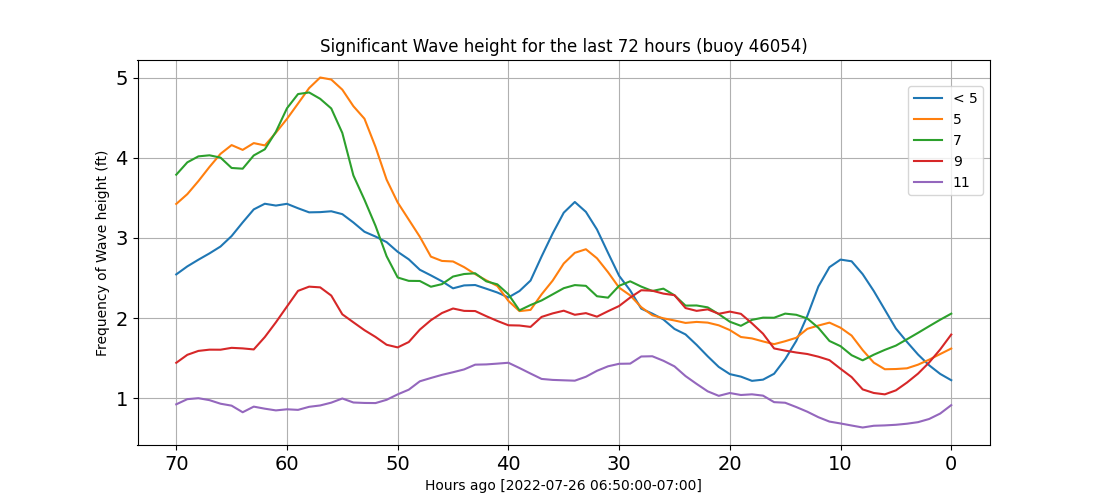 Significant Wave height for the last 72 hours (buoy 46054)
Frequency of Wave height (ft)
5
4
3
2
1
< 5
5
7
9
11
70 60 50 40 30 20 10 0
Hours ago [2022-07-26 06:50:00-07:00]